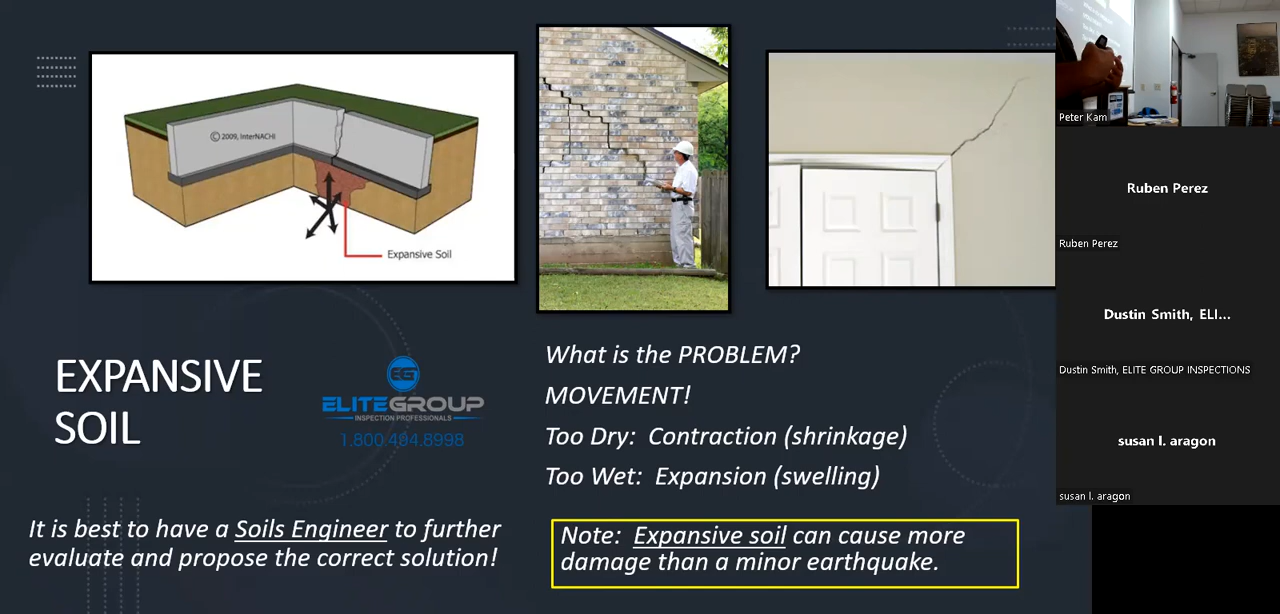 © 2009, InterNACHI
Expansive Soil
EXPANSIVE
SOIL
EG
ELITEGROUP
INSPECTION PROFESSIONALS
1.800.494.8998
What is the PROBLEM?
MOVEMENT!
Too Dry: Contraction (shrinkage)
Too Wet: Expansion (swelling)
It is best to have a Soils Engineer to further
evaluate and propose the correct solution!
Note: Expansive soil can cause more
damage than a minor earthquake.
Peter Kam
Ruben Perez
Ruben Perez
Dustin Smith, ELI...
Dustin Smith, ELITE GROUP INSPECTIONS
susan l. aragon
susan l. aragon